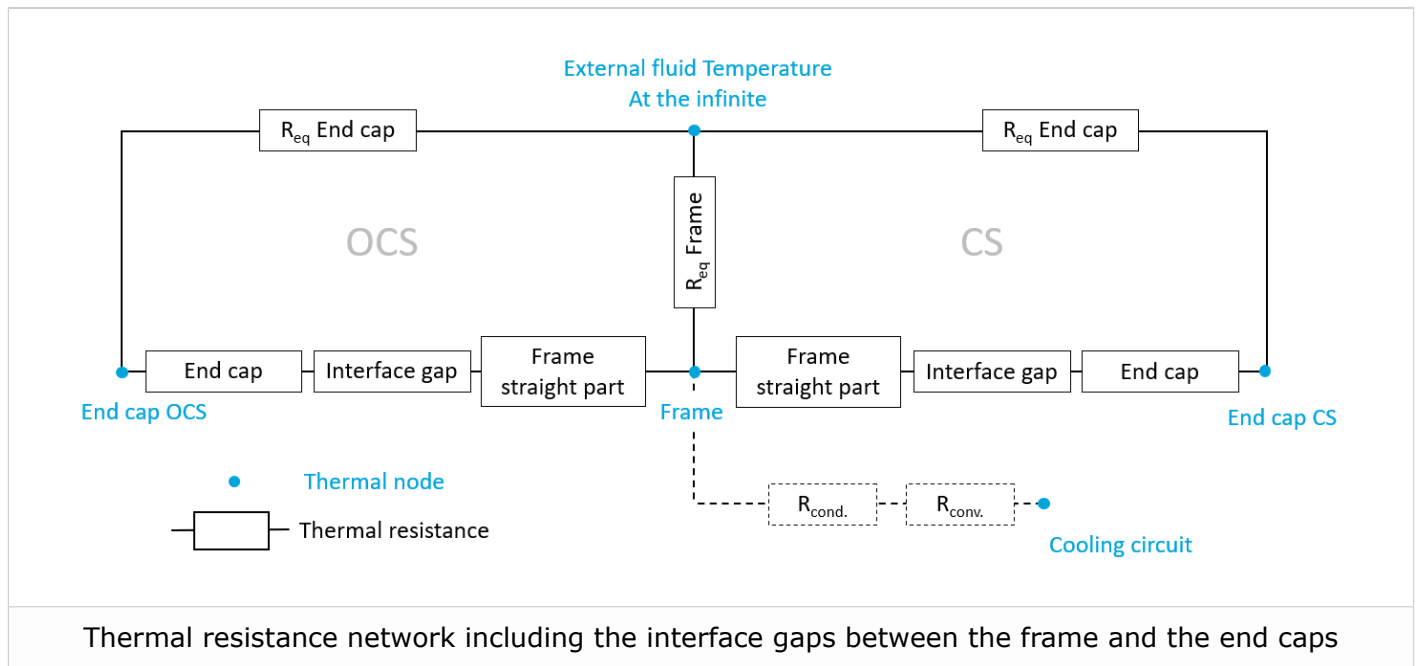 External fluid Temperature
At the infinite
Req End cap
Req End cap
Req Frame
OCS
CS
End cap
Interface gap
Frame
straight part
Frame
straight part
Interface gap
End cap
End cap OCS
Frame
End cap CS
Thermal node
Rcond.
Rconv.
Thermal resistance
Cooling circuit
Thermal resistance network including the interface gaps between the frame and the end caps